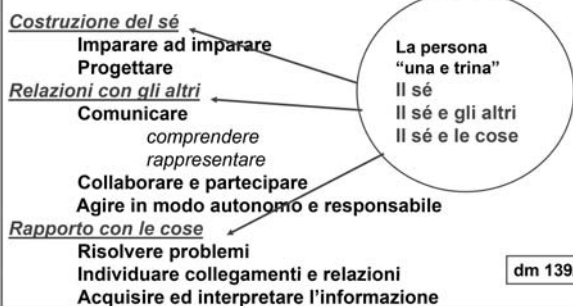 Costruzione del sé
Imparare ad imparare
Progettare
Relazioni con gli altri
Comunicare
comprendere
rappresentare
Collaborare e partecipare
Agire in modo autonomo e responsabile
Rapporto con le cose
Risolvere problemi
Individuare collegamenti e relazioni
Acquisire ed interpretare l'informazione
La persona
“una e trina”
Il sé
Il sé e gli altri
Il sé e le cose
dm 139